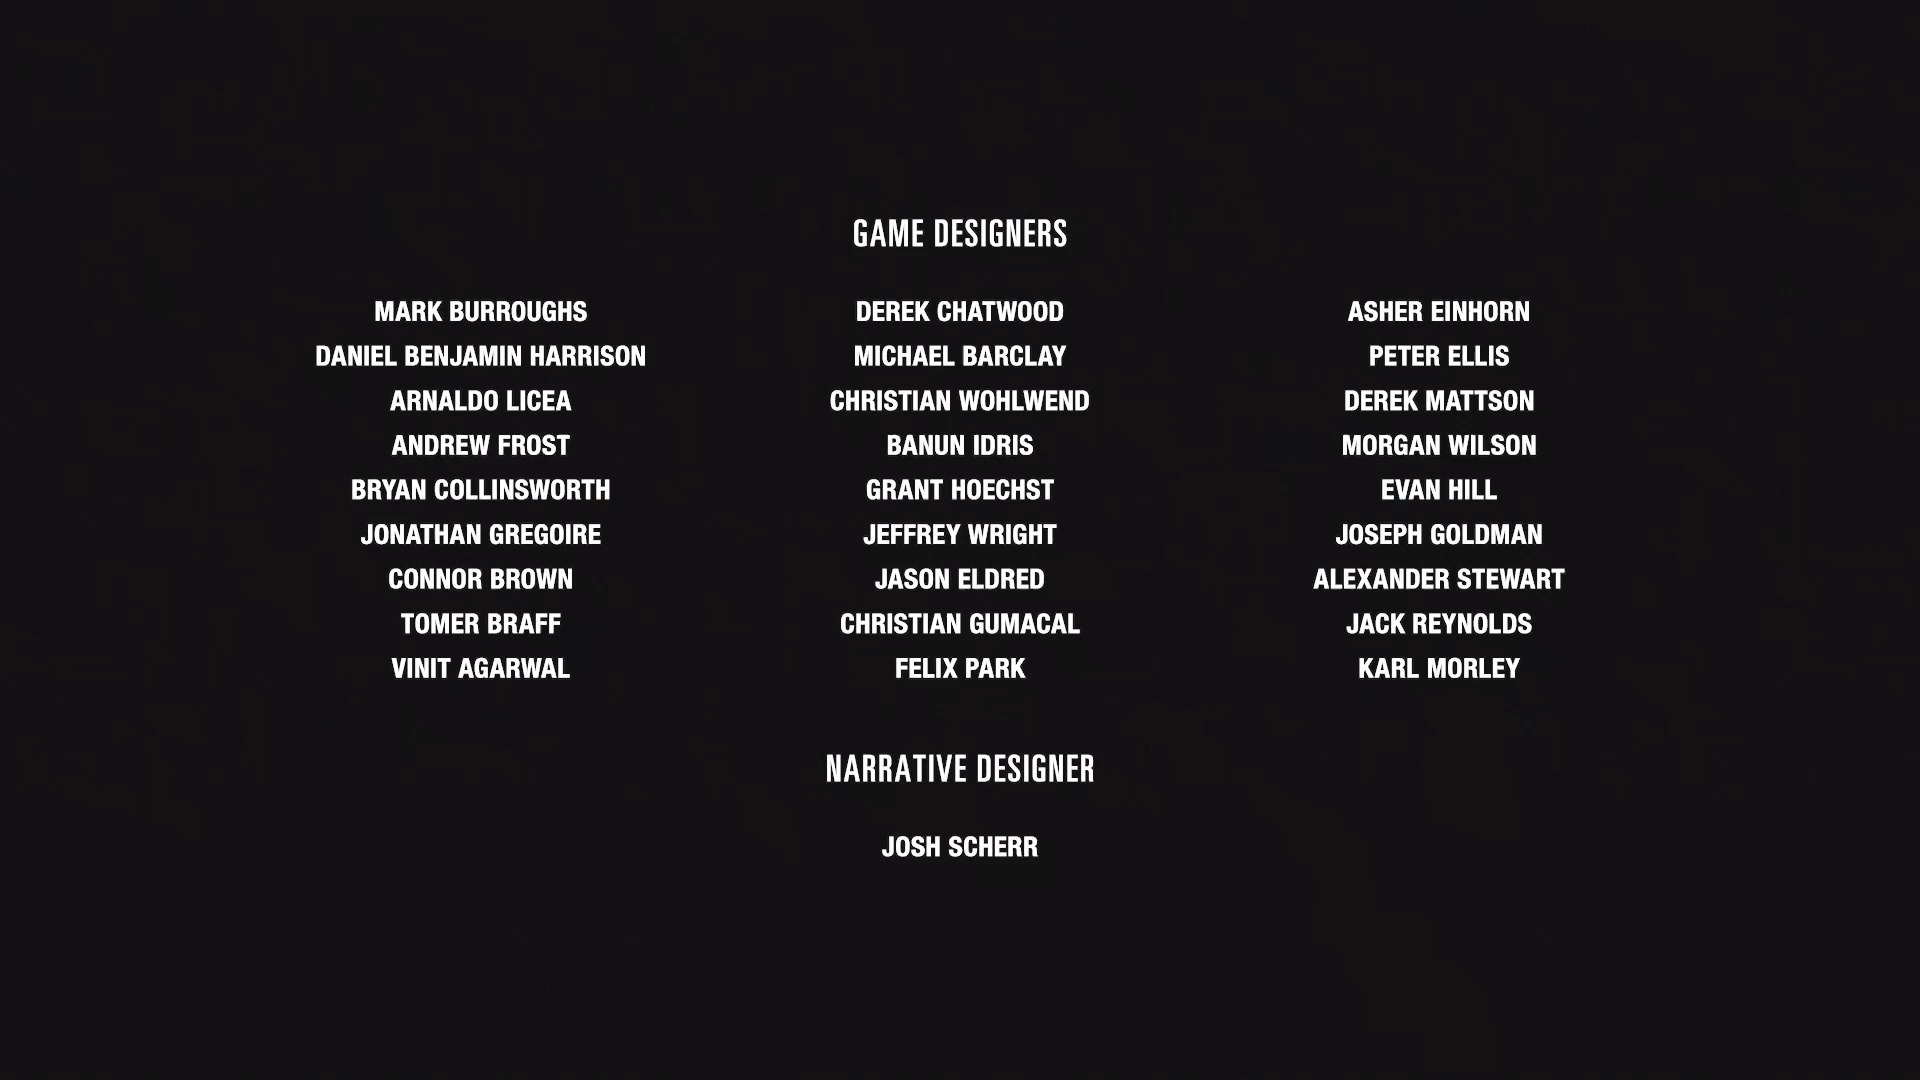 GAME DESIGNERS
MARK BURROUGHS DEREK CHATWOOD ASHER EINHORN
DANIEL BENJAMIN HARRISON MICHAEL BARCLAY PETER ELLIS
ARNALDO LICEA CHRISTIAN WOHLWEND DEREK MATTSON
ANDREW FROST BANUN IDRIS MORGAN WILSON
BRYAN COLLINSWORTH GRANT HOECHST EVAN HILL
JONATHAN GREGOIRE JEFFREY WRIGHT JOSEPH GOLDMAN
CONNOR BROWN JASON ELDRED ALEXANDER STEWART
TOMER BRAFF CHRISTIAN GUMACAL JACK REYNOLDS
VINIT AGARWAL FELIX PARK KARL MORLEY
NARRATIVE DESIGNER
JOSH SCHERR